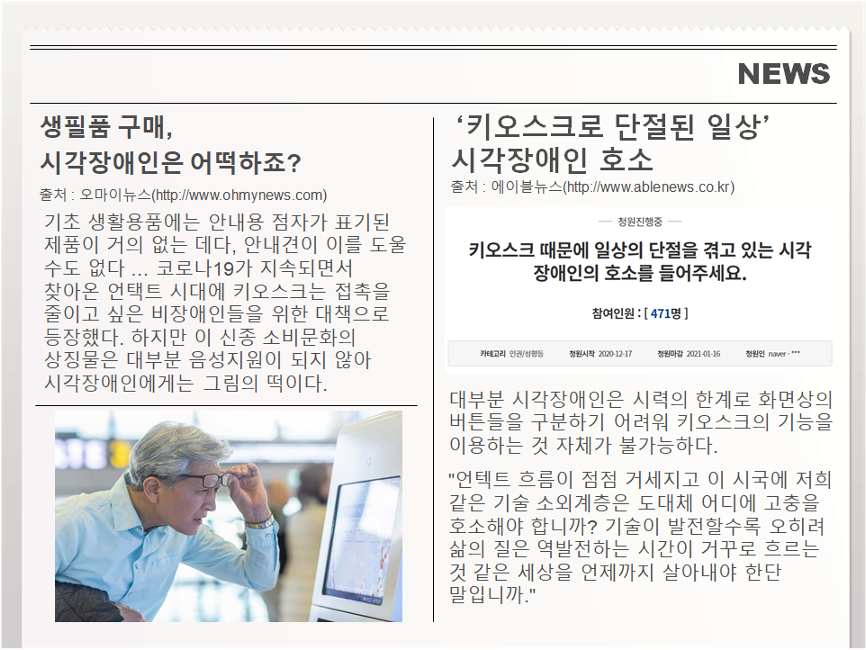 NEWS
생필품 구매,
시각장애인은 어떡하죠?
출처 : 오마이뉴스(http://www.ohmynews.com)
기초 생활용품에는 안내용 점자가 표기된
제품이 거의 없는 데다, 안내견이 이를 도울
수도 없다 ... 코로나19가 지속되면서
찾아온 언택트 시대에 키오스크는 접촉을
줄이고 싶은 비장애인들을 위한 대책으로
등장했다. 하지만 이 신종 소비문화의
상징물은 대부분 음성지원이 되지 않아
시각장애인에게는 그림의 떡이다.
‘키오스크로 단절된 일상’
시각장애인 호소
출처 : 에이블뉴스(http://www.ablenews.co.kr)
청원진행중
키오스크 때문에 일상의 단절을 겪고 있는 시각
장애인의 호소를 들어주세요.
참여인원 : [ 471명 ]
카테고리 인권/성평등 청원시작 2020-12-17 청원마감 2021-01-16 청원인 naver - ***
대부분 시각장애인은 시력의 한계로 화면상의
버튼들을 구분하기 어려워 키오스크의 기능을
이용하는 것 자체가 불가능하다.
"언텍트 흐름이 점점 거세지고 이 시국에 저희
같은 기술 소외계층은 도대체 어디에 고충을
호소해야 합니까? 기술이 발전할수록 오히려
삶의 질은 역발전하는 시간이 거꾸로 흐르는
것 같은 세상을 언제까지 살아내야 한단
말입니까."